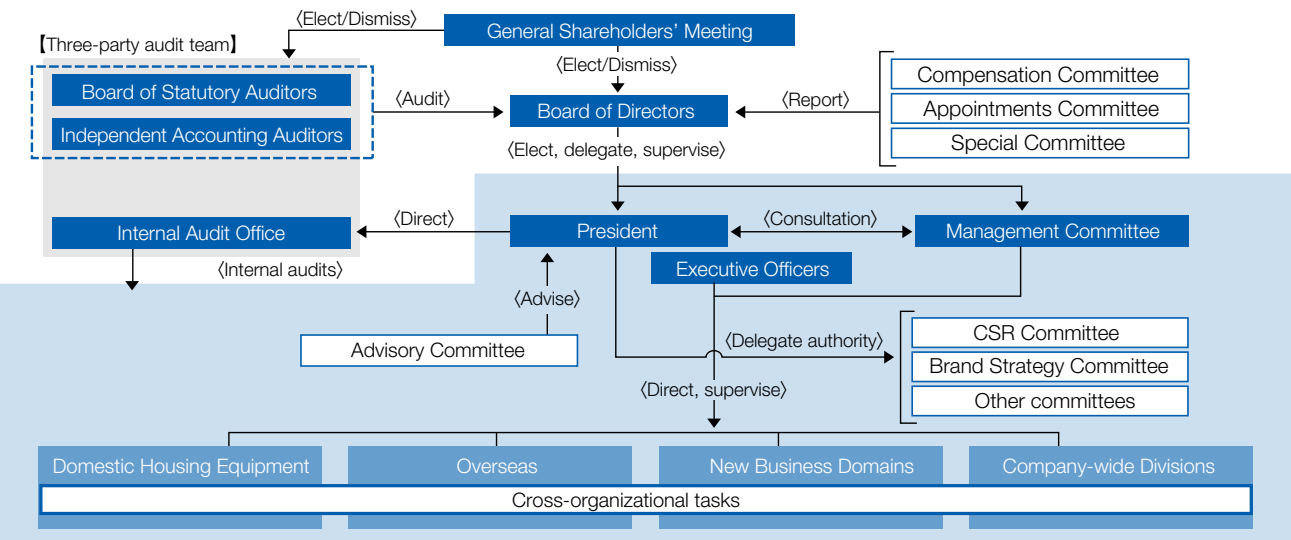 〈Elect/Dismiss〉
General Shareholders' Meeting
【Three-party audit team】
〈Elect/Dismiss〉
Board of Statutory Auditors
Independent Accounting Auditors
〈Audit〉
Board of Directors
〈Report〉
Compensation Committee
Appointments Committee
Special Committee
〈Elect, delegate, supervise〉
Internal Audit Office
〈Direct〉
President
〈Consultation〉
Management Committee
〈Internal audits〉
Executive Officers
〈Advise〉
Advisory Committee
〈Delegate authority〉
CSR Committee
Brand Strategy Committee
Other committees
〈Direct, supervise〉
Domestic Housing Equipment
Overseas
New Business Domains
Company-wide Divisions
Cross-organizational tasks